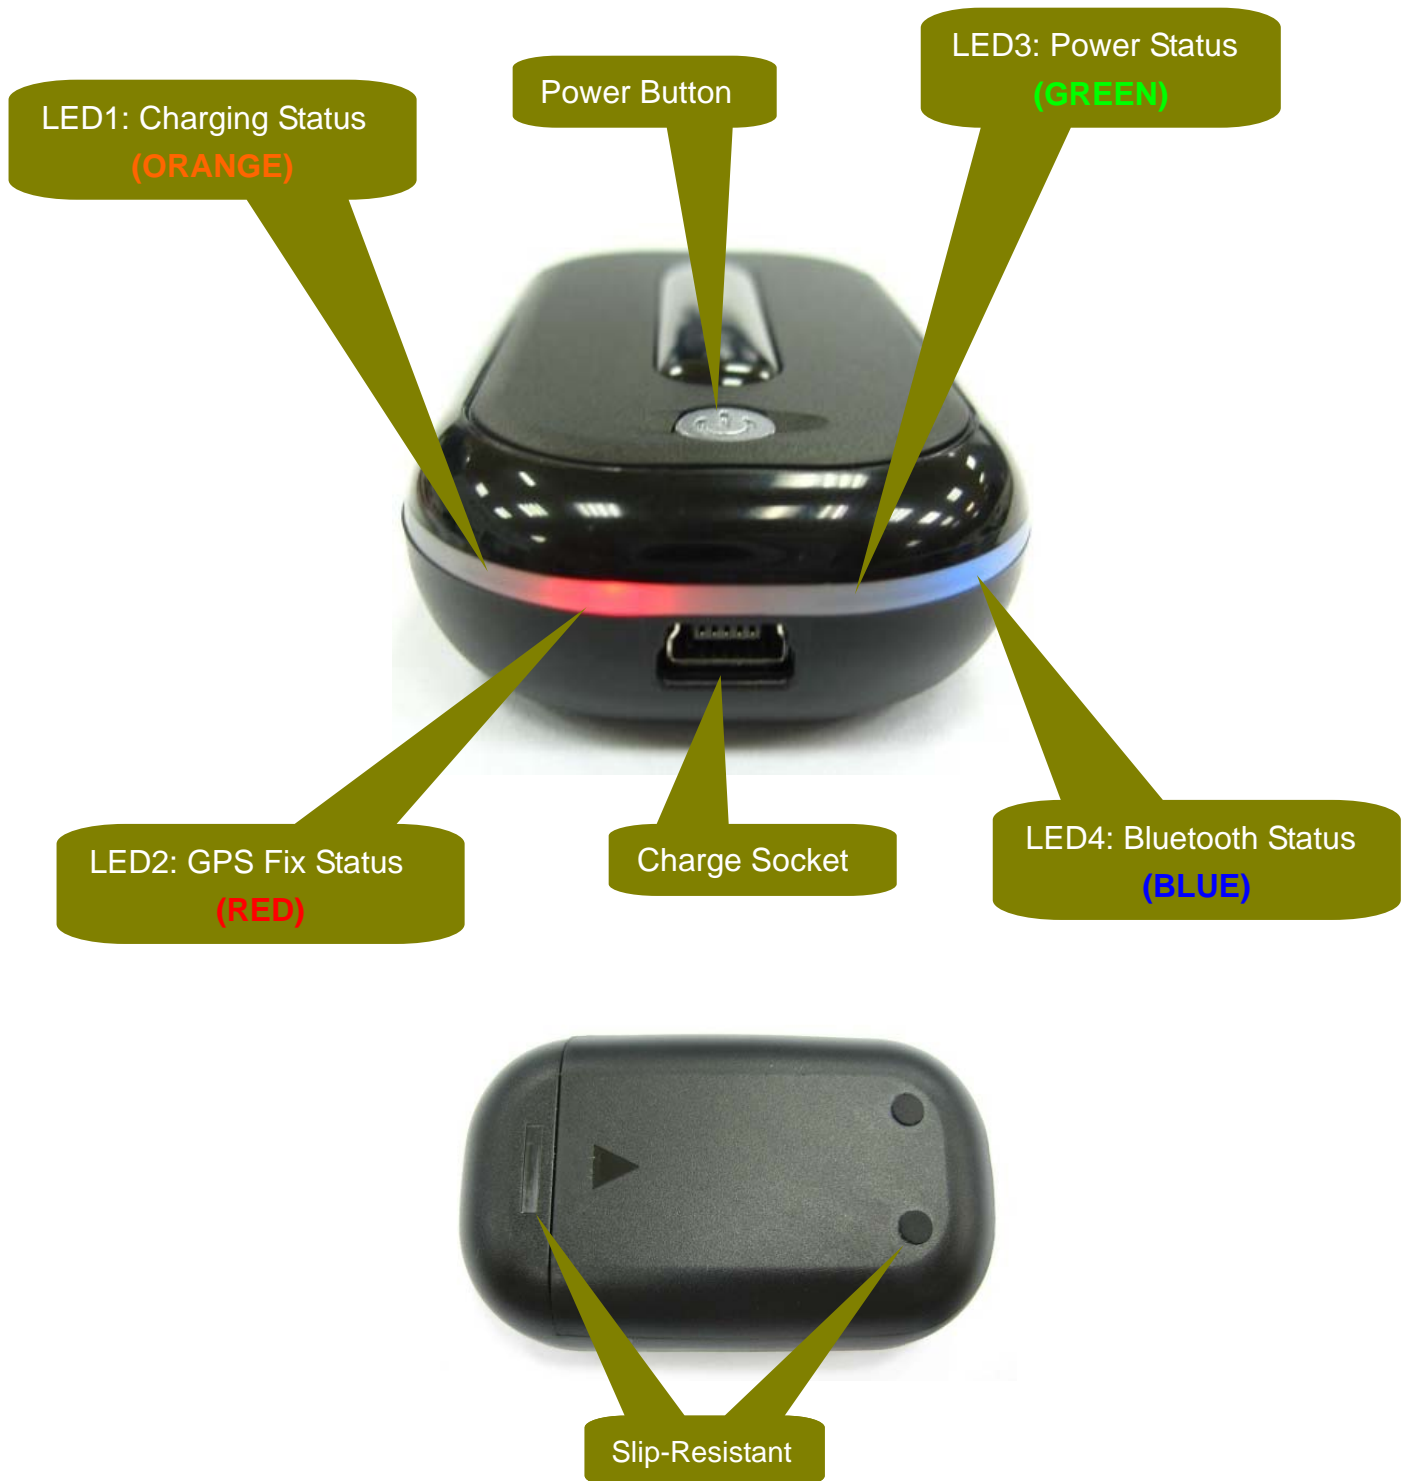 LED3: Power Status
(GREEN)
Power Button
LED1: Charging Status
(ORANGE)
LED2: GPS Fix Status
(RED)
Charge Socket
LED4: Bluetooth Status
(BLUE)
Slip-Resistant